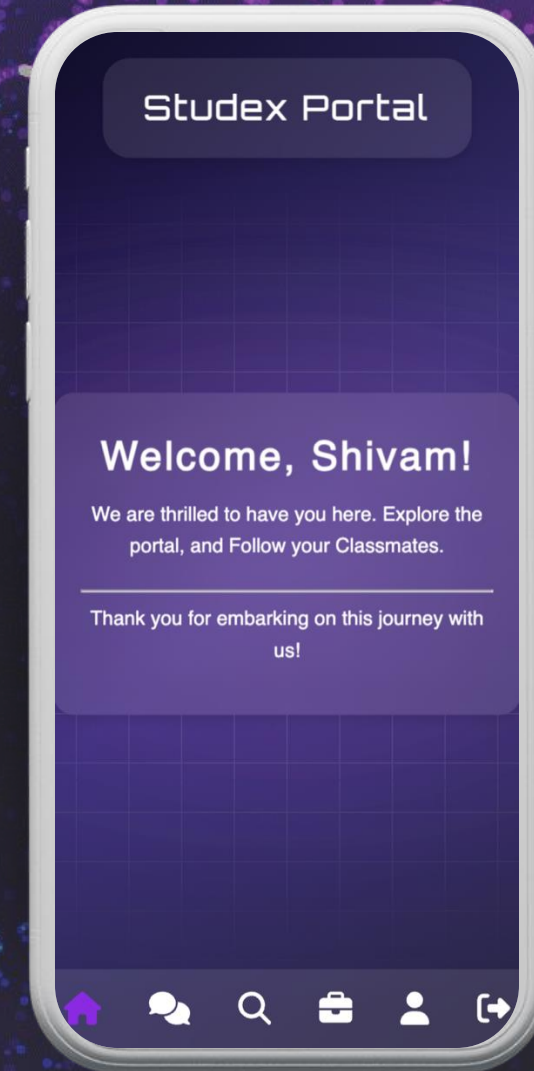 Studex Portal
Welcome, Shivam!
We are thrilled to have you here. Explore the
portal, and Follow your Classmates.
Thank you for embarking on this journey with
us!